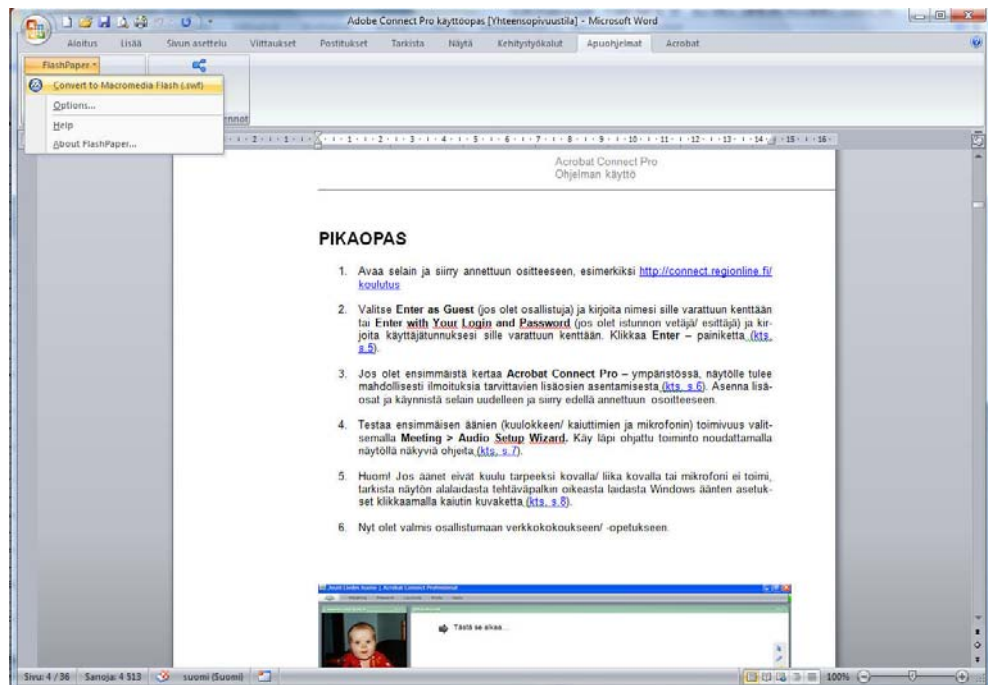 Adobe Connect Pro kayttoopas [Yhteensopivuustila] - Microsoft Word
Aloitus Lisää Sivun asettelu Viittaukset Postitukset Tarkista Näytä Kehitystyökalut Apuohjelmat Acrobat
FlashPaper
Convert to Macromedia Flash (.swf)
Options...
Help
About FlashPaper...
Acrobat Connect Pro
Ohjelman käyttö
PIKAOPAS
1. Avaa selain ja siirry annettuun ositteeseen, esimerkiksi http://connect.regionline.fi/
koulutus
2. Valitse Enter as Guest (jos olet osallistuja) ja kirjoita nimesi sille varattuun kenttään
tai Enter with Your Login and Password (jos olet istunnon vetäjä/ esittäjä) ja kir-
joita käyttäjätunnuksesi sille varattuun kenttään. Klikkaa Enter – painiketta (kts.
s.5).
3. Jos olet ensimmäistä kertaa Acrobat Connect Pro – ympäristössä, näytölle tulee
mahdollisesti ilmoituksia tarvittavien lisäosien asentamisesta (kts. s.6). Asenna lisä-
osat ja käynnistä selain uudelleen ja siirry edellä annettuun osoitteeseen.
4. Testaa ensimmäisen äänien (kuulokkeen/ kaiuttimien ja mikrofonin) toimivuus valit-
semalla Meeting > Audio Setup Wizard. Käy läpi ohjattu toiminto noudattamalla
näytöllä näkyviä ohjeita (kts. s.7).
5. Huom! Jos äänet eivät kuulu tarpeeksi kovalla/ liika kovalla tai mikrofoni ei toimi,
tarkista näytön alalaidasta tehtäväpalkin oikeasta laidasta Windows äänten asetuk-
set klikkaamalla kaiutin kuvaketta (kts. s.8).
6. Nyt olet valmis osallistumaan verkkokokoukseen/ -opetukseen.
Tästä se alkaa...
Sivu: 4 / 36 Sanoja: 4 513 suomi (Suomi) 100%